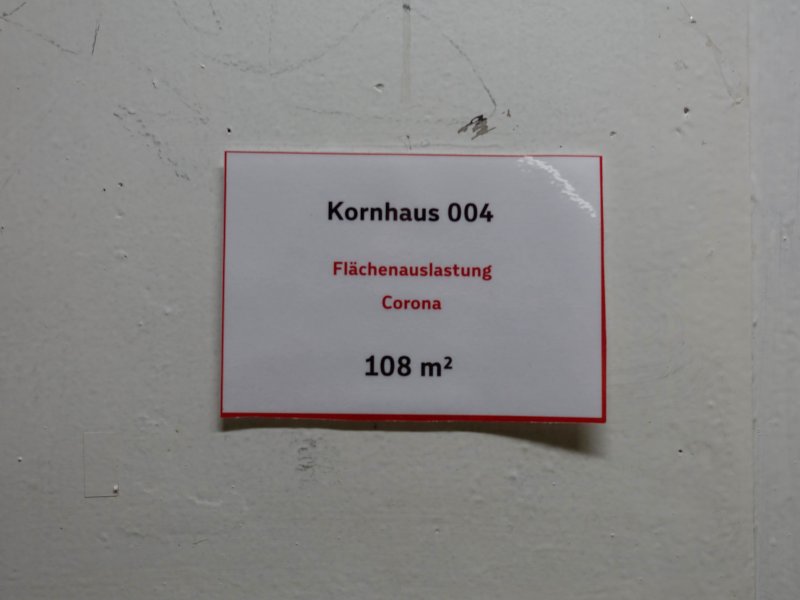 Kornhaus 004
Flächenauslastung
Corona
108 m²